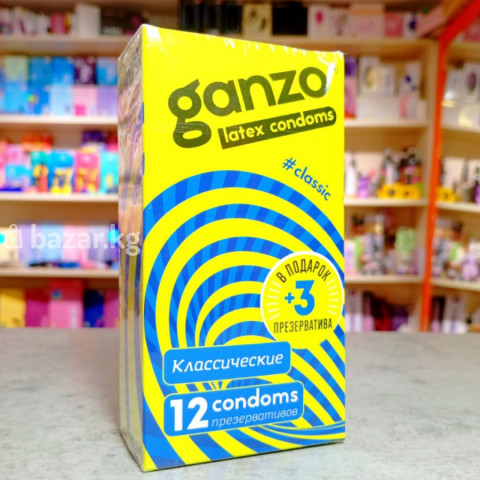 ganzo
latex condoms
#classic
bazar.kg
В ПОДАРОК
+3
ПРЕЗЕРВАТИВА
Классические
12 condoms
презервативов